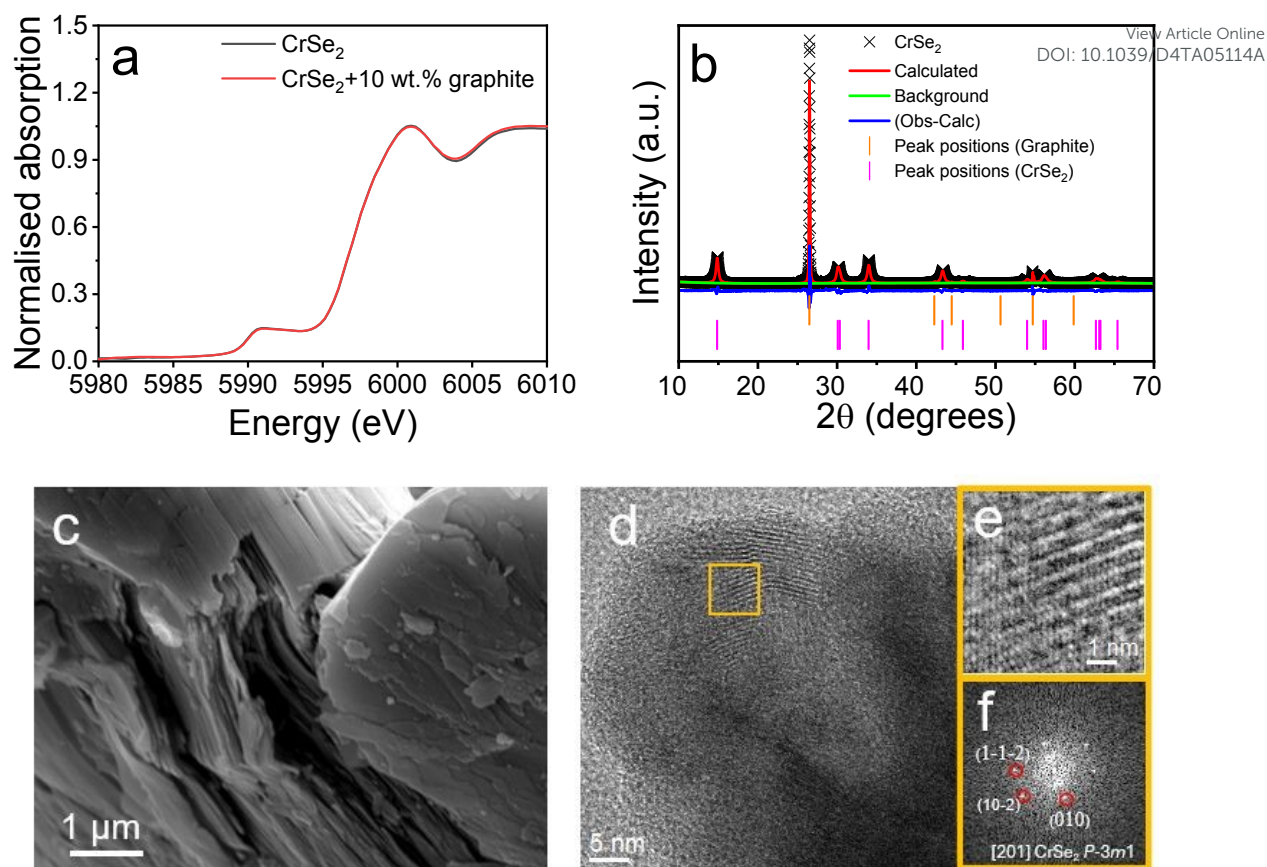 View Article Online
DOI: 10.1039/D4TA05114A
a
CrSe2
CrSe2+10 wt.% graphite
1.5
1.2
0.9
0.6
0.3
0.0
Normalised absorption
5980 5985 5990 5995 6000 6005 6010
Energy (eV)
b
CrSe2
Calculated
Background
(Obs-Calc)
Peak positions (Graphite)
Peak positions (CrSe2)
Intensity (a.u.)
10 20 30 40 50 60 70
2θ (degrees)
c
1 μm
d
5 nm
e
1 nm
f
(1-1-2)
(10-2)
(010)
[201] CrSe2 P-3m1